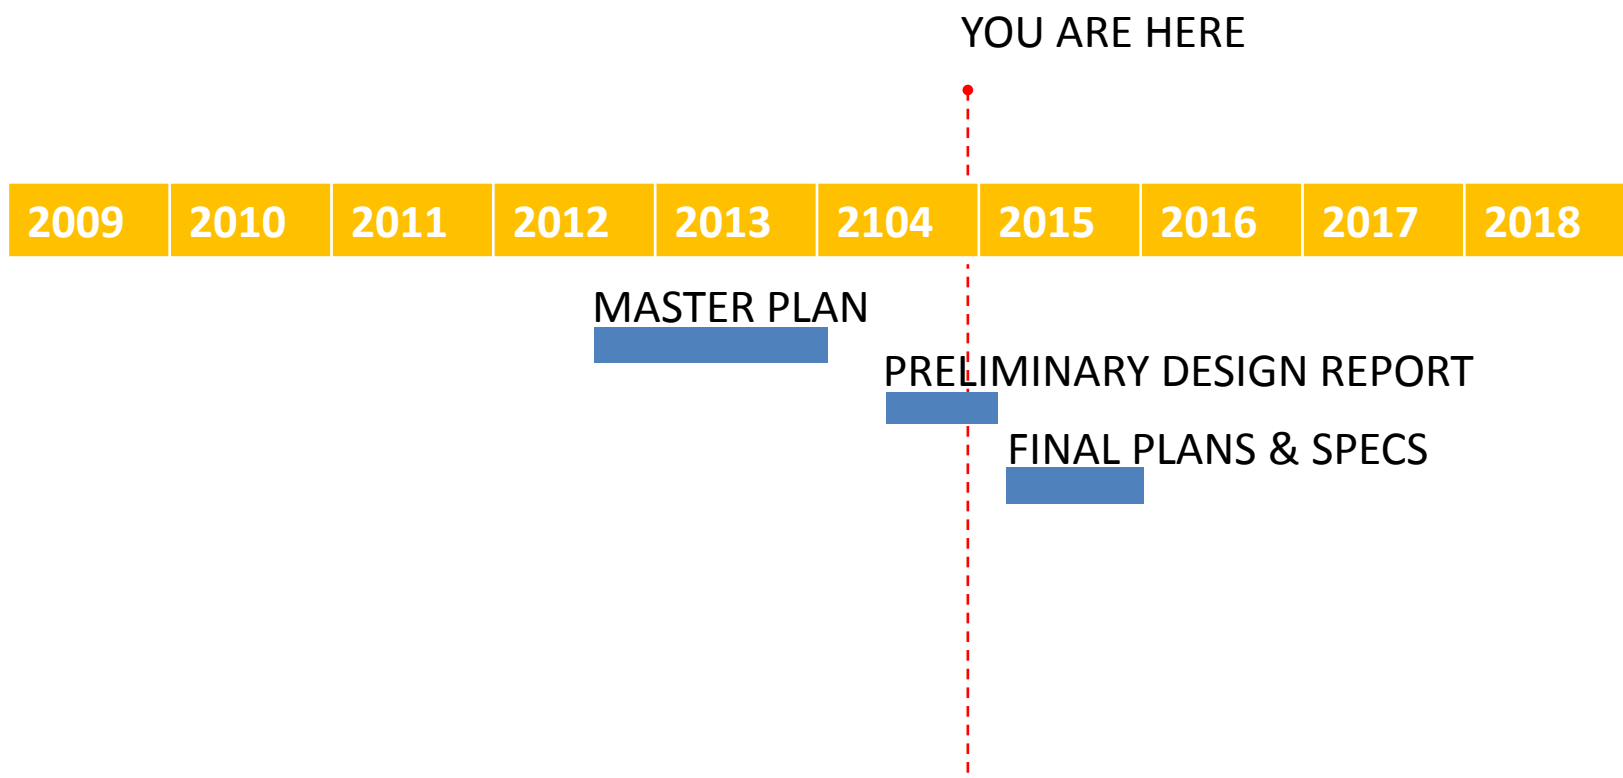 YOU ARE HERE
2009 2010 2011 2012 2013 2104 2015 2016 2017 2018
MASTER PLAN
PRELIMINARY DESIGN REPORT
FINAL PLANS & SPECS